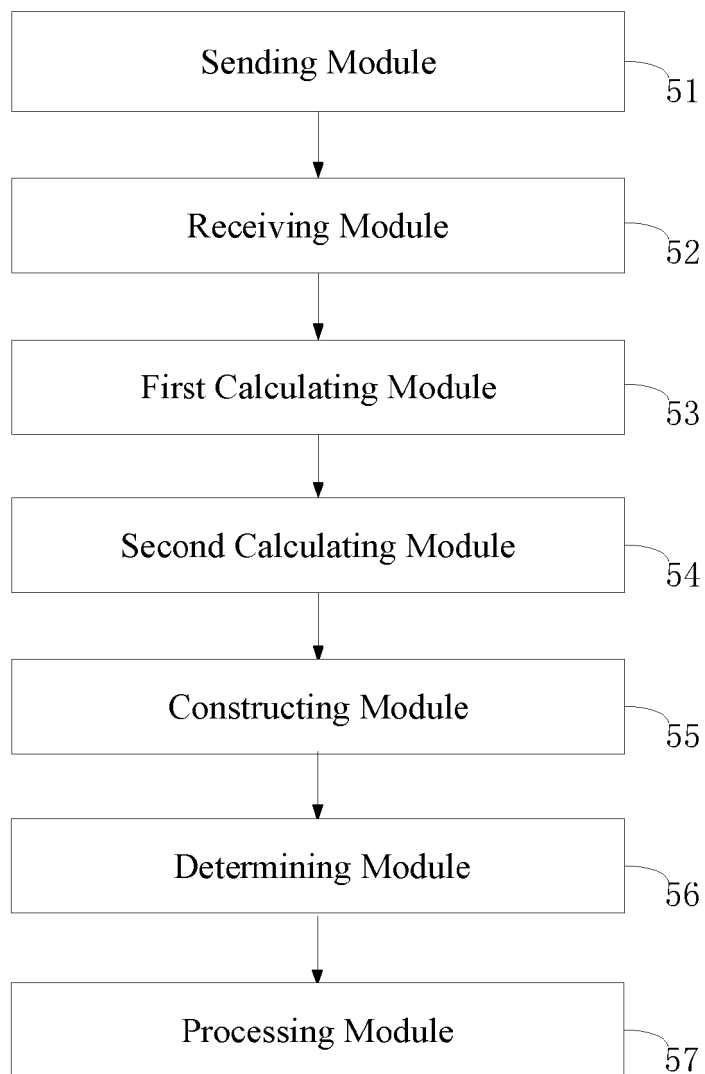 Sending Module
51
Receiving Module
52
First Calculating Module
53
Second Calculating Module
54
Constructing Module
55
Determining Module
56
Processing Module
57